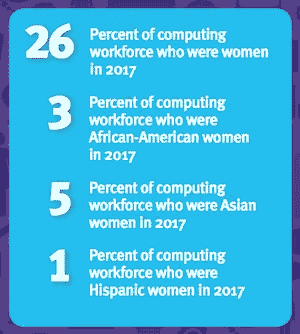 26 Percent of computing
workforce who were women
in 2017
3 Percent of computing
workforce who were
African-American women
in 2017
5 Percent of computing
workforce who were Asian
women in 2017
1 Percent of computing
workforce who were
Hispanic women in 2017